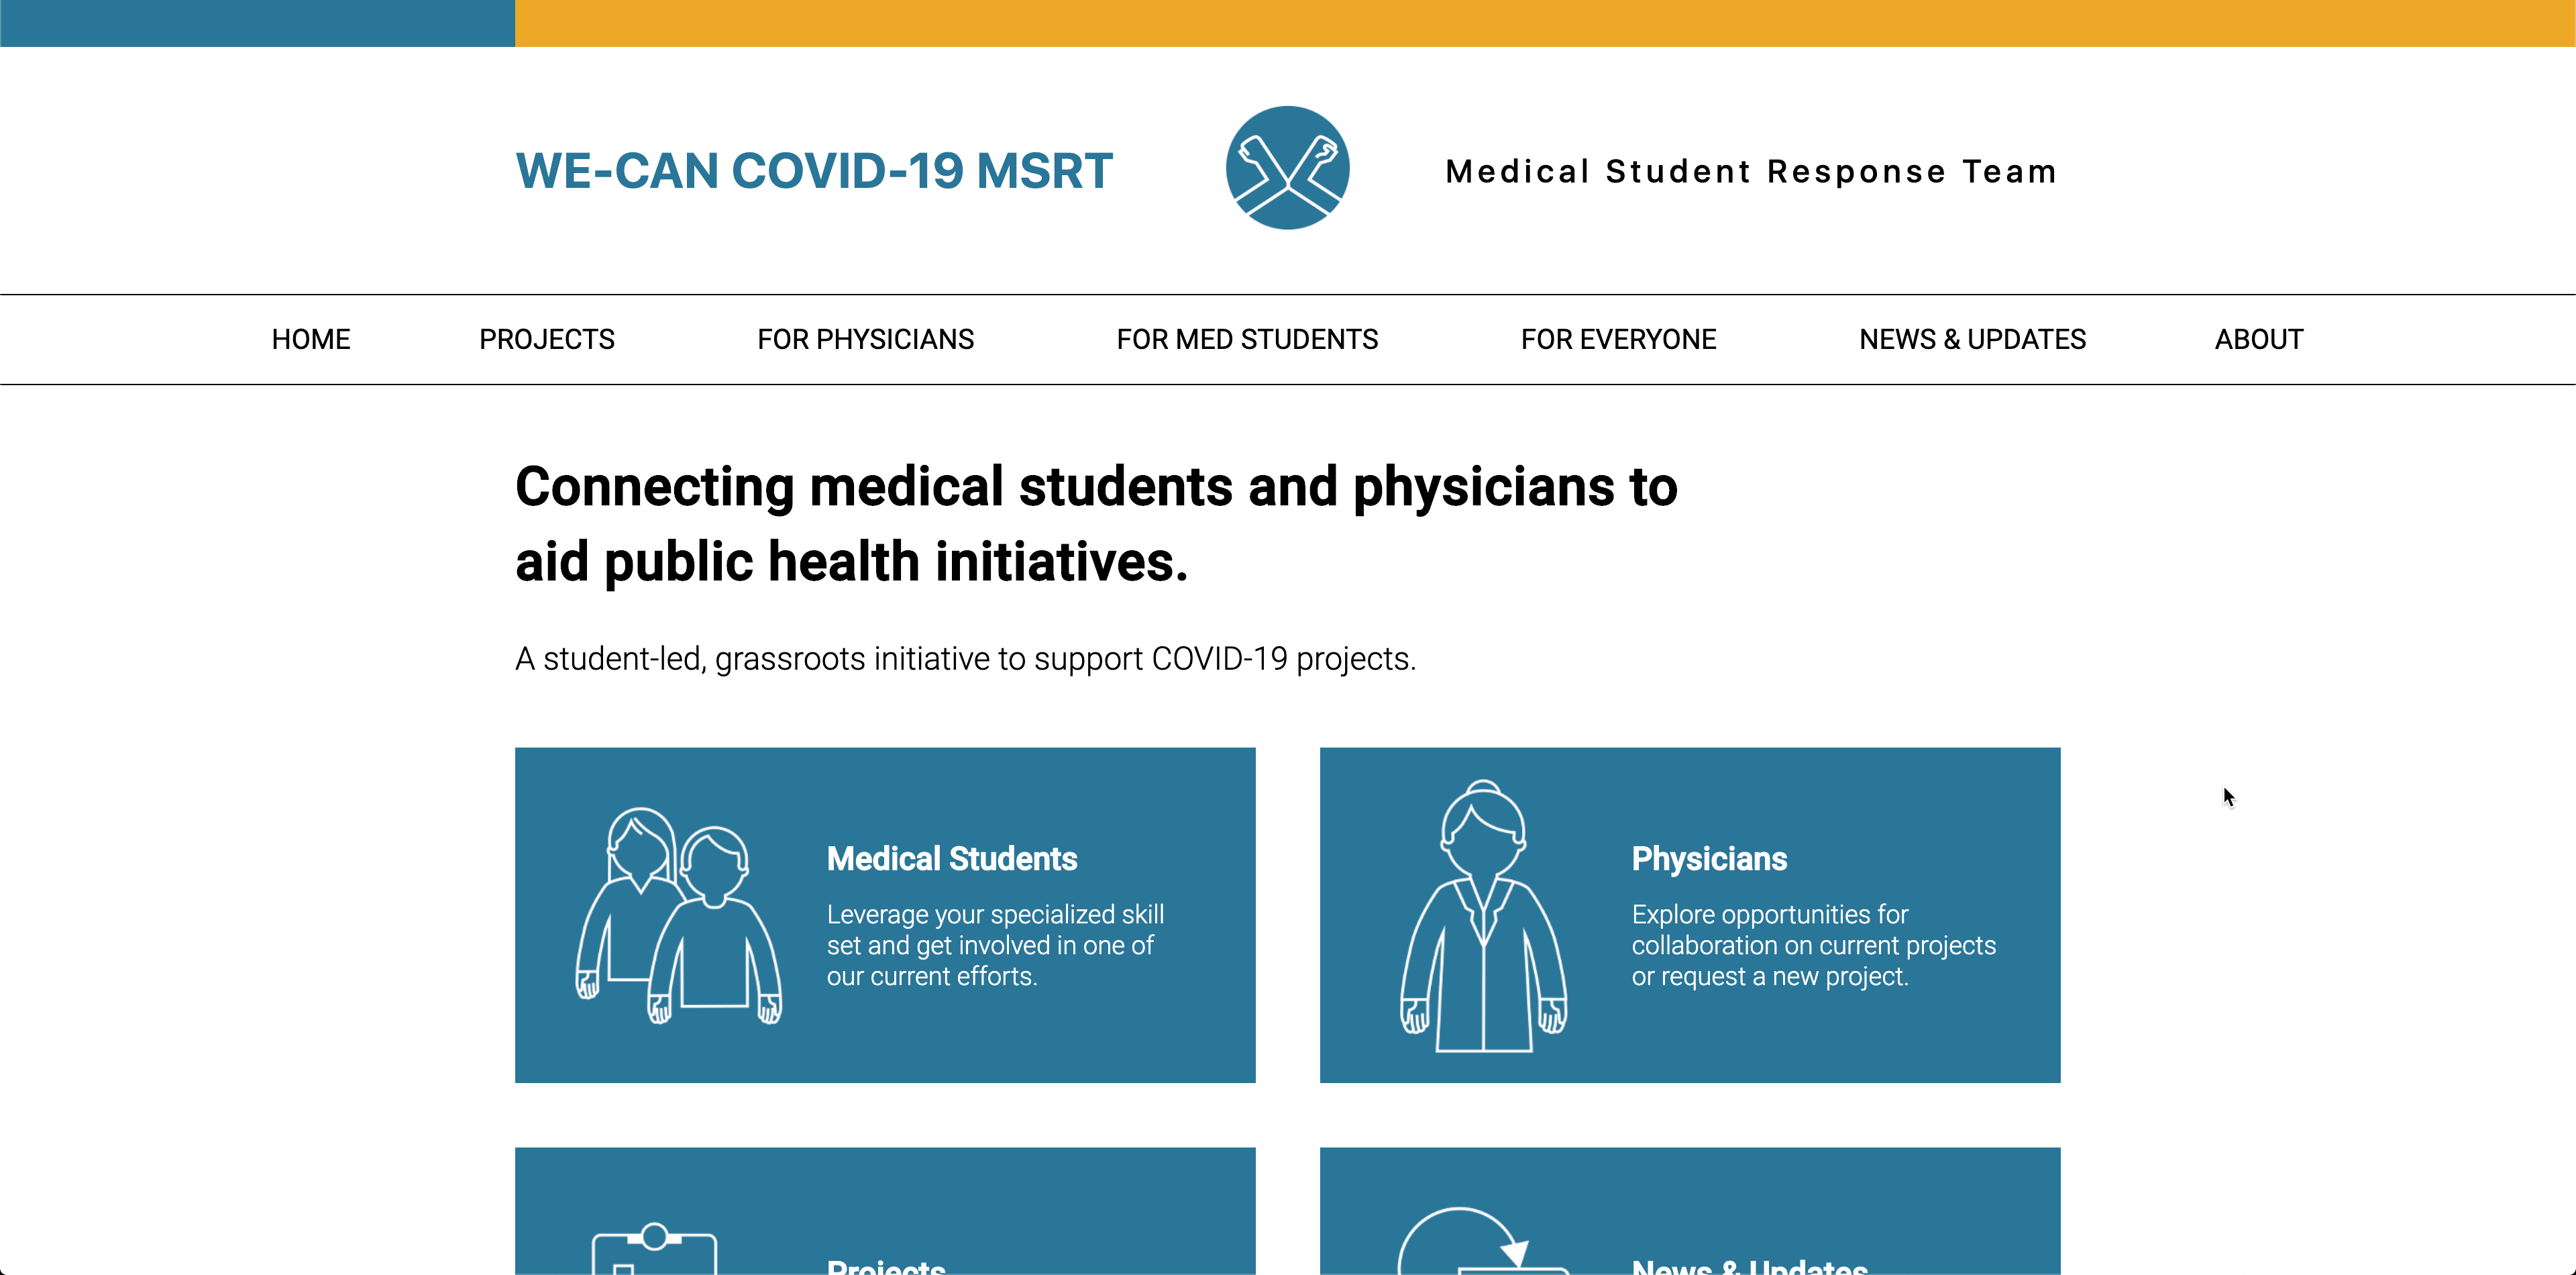 WE-CAN COVID-19 MSRT
Medical Student Response Team
HOME
PROJECTS
FOR PHYSICIANS
FOR MED STUDENTS
FOR EVERYONE
NEWS & UPDATES
ABOUT
Connecting medical students and physicians to
aid public health initiatives.
A student-led, grassroots initiative to support COVID-19 projects.
Medical Students
Leverage your specialized skill
set and get involved in one of
our current efforts.
Physicians
Explore opportunities for
collaboration on current projects
or request a new project.
Projects
News & Updates